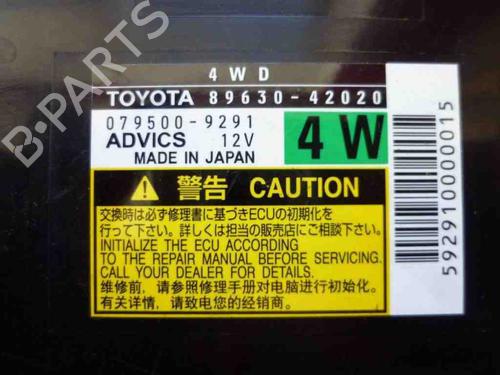 4WD
TOYOTA 89630-42020
079500-9291
ADVICS 12V
MADE IN JAPAN
4W
警告 CAUTION
交換時は必ず修理書に基づきECUの初期化を
行って下さい。詳しくは担当の販売店にご相談下さい。
INITIALIZE THE ECU ACCORDING
TO THE REPAIR MANUAL BEFORE SERVICING.
CALL YOUR DEALER FOR DETAILS.
维修前，请参照修理手册对电脑进行初始化。
有关详情，请致电您的经销商。
5929100000015
B-PARTS